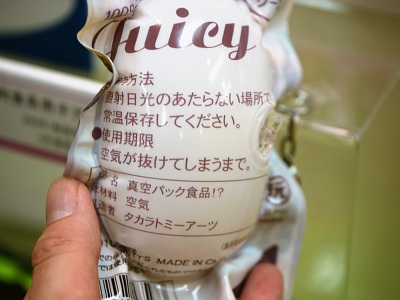 100%
Juicy
方法
直射日光のあたらない場所で
常温保存してください。
●使用期限
空気が抜けてしまうまで。
名 真空パック食品!?
材料 空気
造者 タカラトミーアーツ
MADE IN